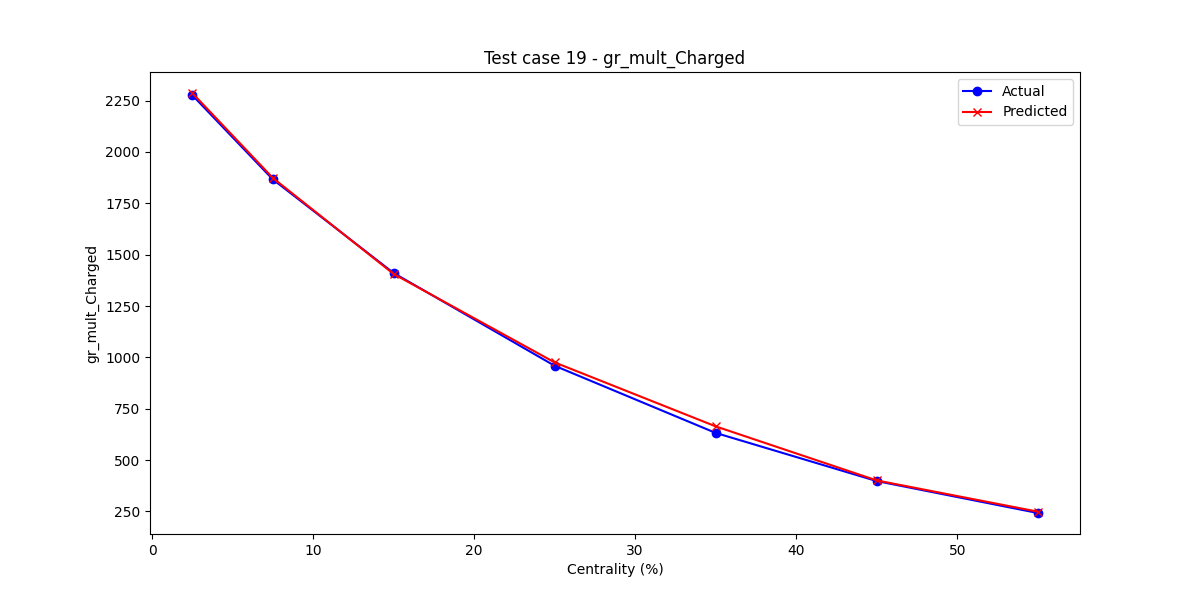 Test case 19 - gr_mult_Charged
Actual
Predicted
gr_mult_Charged
2250
2000
1750
1500
1250
1000
750
500
250
0 10 20 30 40 50
Centrality (%)